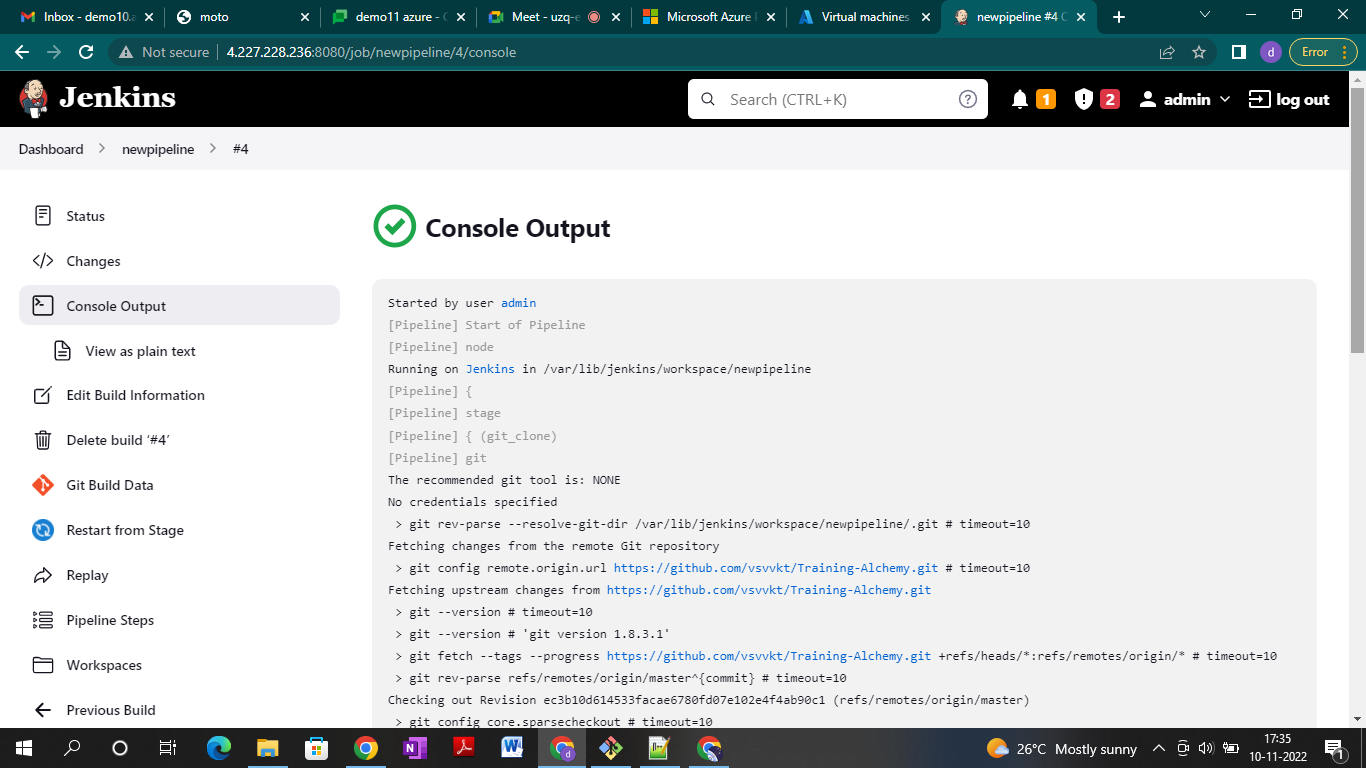 Inbox - demo10.a
moto
demo11 azure - C
Meet - uzq-e
Microsoft Azure
Virtual machines
newpipeline #4 C
Not secure
4.227.228.236:8080/job/newpipeline/4/console
d
Error
Jenkins
Search (CTRL+K)
1
2
admin
log out
Dashboard
newpipeline
#4
Status
Changes
Console Output
View as plain text
Edit Build Information
Delete build ‘#4’
Git Build Data
Restart from Stage
Replay
Pipeline Steps
Workspaces
Previous Build
Console Output
Started by user admin
[Pipeline] Start of Pipeline
[Pipeline] node
Running on Jenkins in /var/lib/jenkins/workspace/newpipeline
[Pipeline] {
[Pipeline] stage
[Pipeline] { (git_clone)
[Pipeline] git
The recommended git tool is: NONE
No credentials specified
> git rev-parse --resolve-git-dir /var/lib/jenkins/workspace/newpipeline/.git # timeout=10
Fetching changes from the remote Git repository
> git config remote.origin.url https://github.com/vsvvkt/Training-Alchemy.git # timeout=10
Fetching upstream changes from https://github.com/vsvvkt/Training-Alchemy.git
> git --version # timeout=10
> git --version # 'git version 1.8.3.1'
> git fetch --tags --progress https://github.com/vsvvkt/Training-Alchemy.git +refs/heads/*:refs/remotes/origin/* # timeout=10
> git rev-parse refs/remotes/origin/master^{commit} # timeout=10
Checking out Revision ec3b10d614533facae6780fd07e102e4f4ab90c1 (refs/remotes/origin/master)
> git config core.sparsecheckout # timeout=10
26°C Mostly sunny
17:35
10-11-2022
1